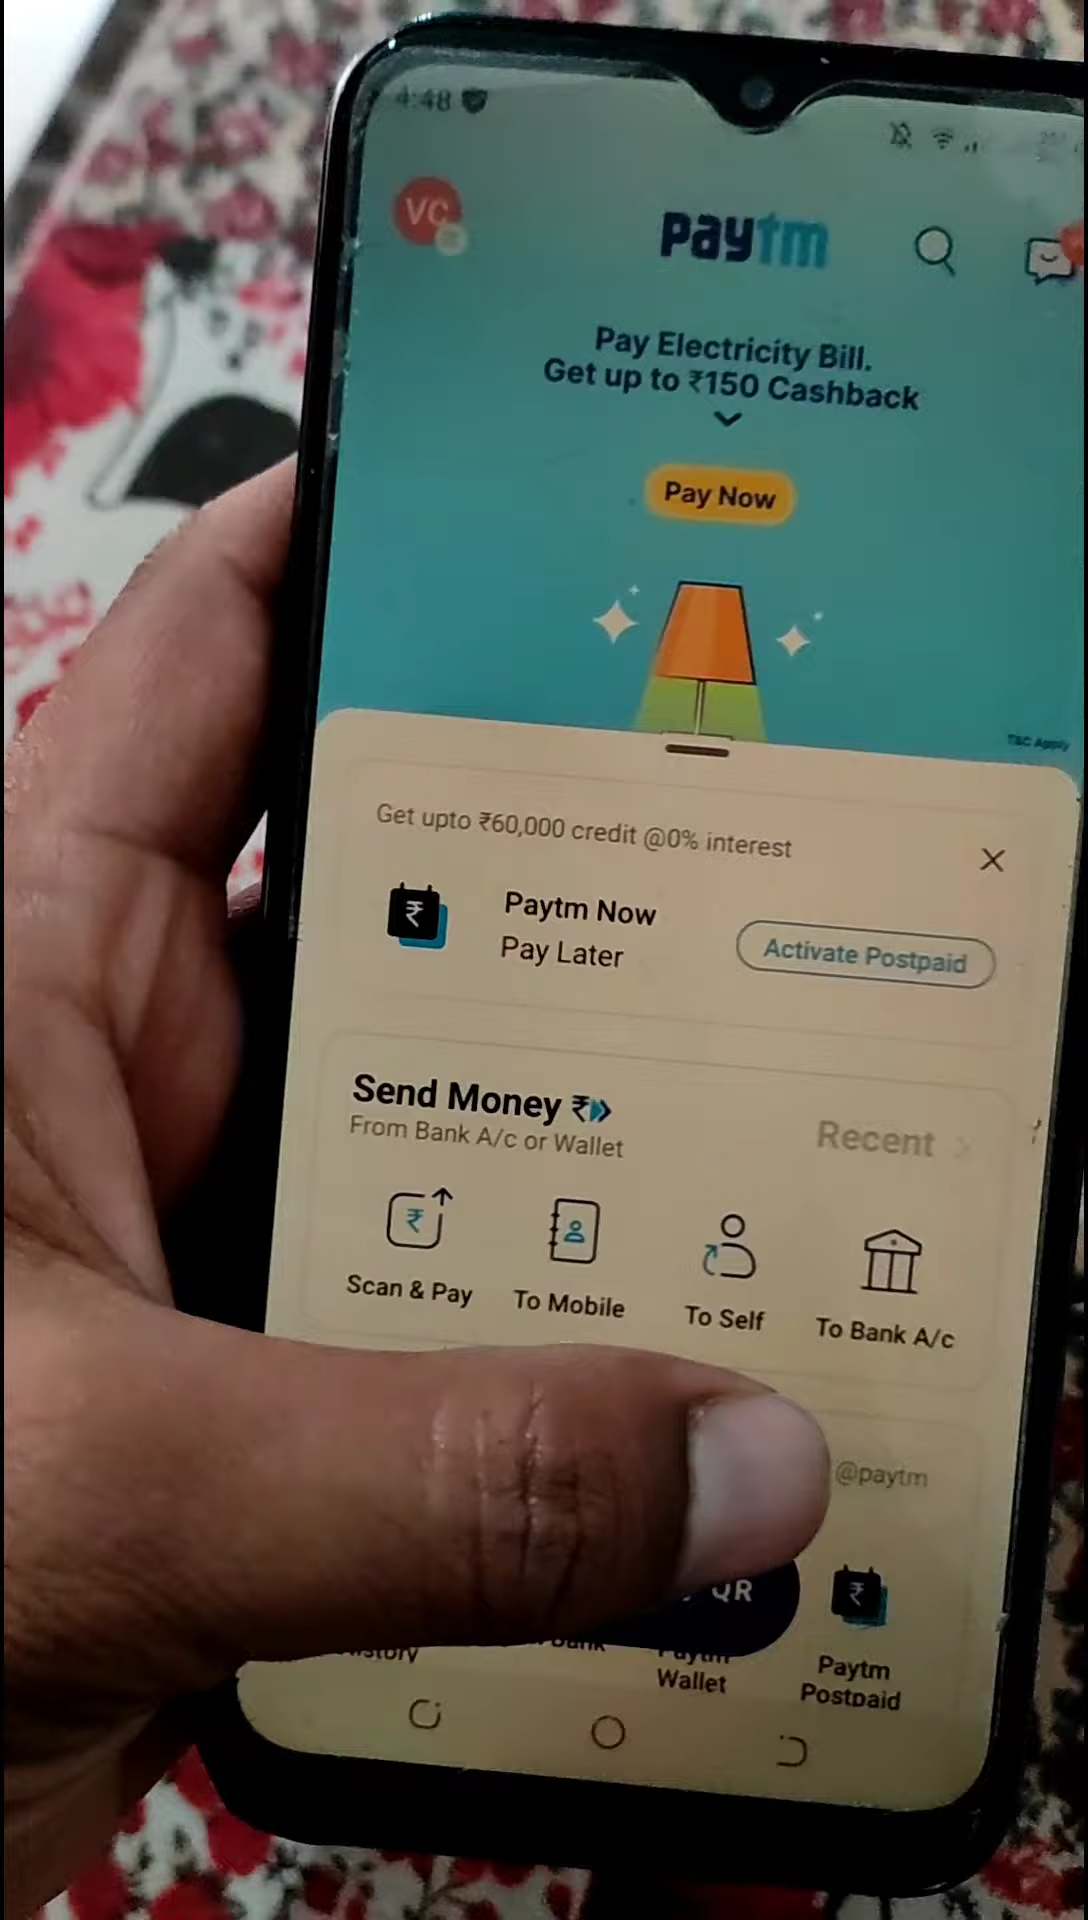 4:48
VC
paytm
Pay Electricity Bill.
Get up to ₹150 Cashback
Pay Now
T&C Apply
Get upto ₹60,000 credit @0% interest
Paytm Now
Pay Later
Activate Postpaid
Send Money ₹
From Bank A/c or Wallet
Recent
Scan & Pay
To Mobile
To Self
To Bank A/c
@paytm
QR
Paytm
Wallet
Paytm
Postpaid